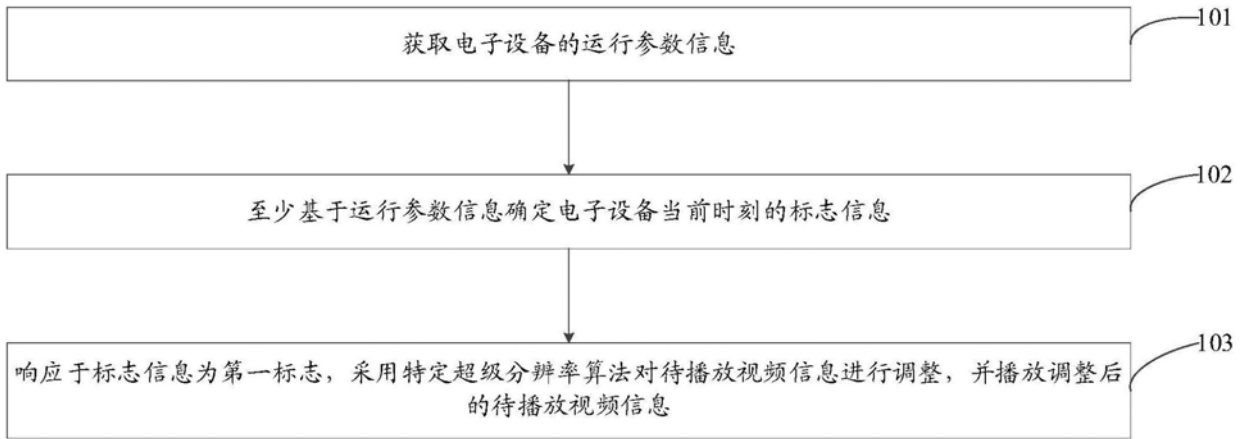 获取电子设备的运行参数信息
101
至少基于运行参数信息确定电子设备当前时刻的标志信息
102
响应于标志信息为第一标志，采用特定超级分辨率算法对待播放视频信息进行调整，并播放调整后
的待播放视频信息
103